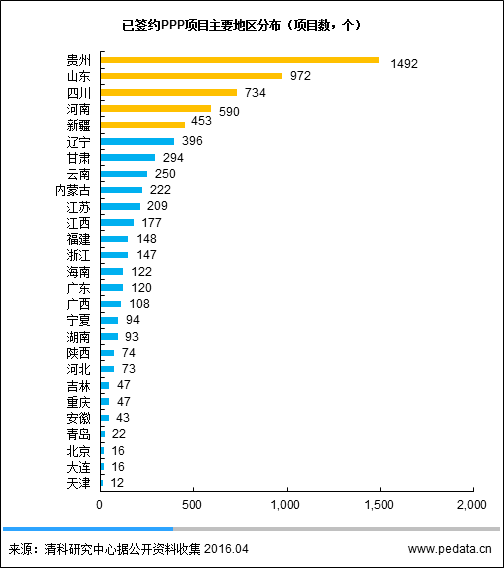 已签约PPP项目主要地区分布（项目数，个）
贵州 1492
山东 972
四川 734
河南 590
新疆 453
辽宁 396
甘肃 294
云南 250
内蒙古 222
江苏 209
江西 177
福建 148
浙江 147
海南 122
广东 120
广西 108
宁夏 94
湖南 93
陕西 74
河北 73
吉林 47
重庆 47
安徽 43
青岛 22
北京 16
大连 16
天津 12
0 500 1,000 1,500 2,000
来源：清科研究中心据公开资料收集 2016.04 www.pedata.cn